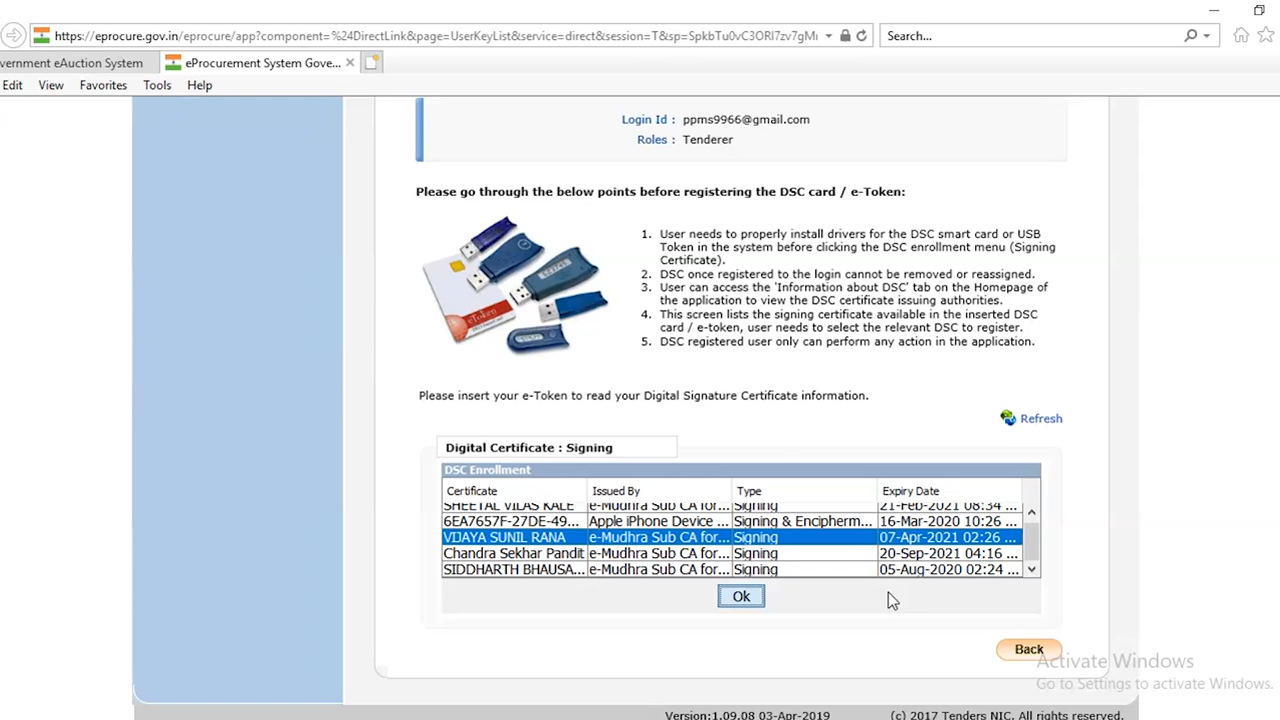 https://eprocure.gov.in/eprocure/app?component=%24DirectLink&page=UserKeyList&service=direct&session=T&sp=SpkbTu0vC3ORl7zv7gM
Search...
vernment eAuction System
eProcurement System Gove...
Edit View Favorites Tools Help
Login Id : ppms9966@gmail.com
Roles : Tenderer
Please go through the below points before registering the DSC card / e-Token:
1. User needs to properly install drivers for the DSC smart card or USB
Token in the system before clicking the DSC enrollment menu (Signing
Certificate).
2. DSC once registered to the login cannot be removed or reassigned.
3. User can access the 'Information about DSC' tab on the Homepage of
the application to view the DSC certificate issuing authorities.
4. This screen lists the signing certificate available in the inserted DSC
card / e-token, user needs to select the relevant DSC to register.
5. DSC registered user only can perform any action in the application.
eToken
Please insert your e-Token to read your Digital Signature Certificate information.
Refresh
Digital Certificate : Signing
DSC Enrollment
Certificate Issued By Type Expiry Date
SHEETAL VILAS KALE e-Mudhra Sub CA for... Signing 21-Feb-2021 08:34 ...
6EA7657F-27DE-49... Apple iPhone Device ... Signing & Encipherm... 16-Mar-2020 10:26 ...
VIJAYA SUNIL RANA e-Mudhra Sub CA for... Signing 07-Apr-2021 02:26 ...
Chandra Sekhar Pandit e-Mudhra Sub CA for... Signing 20-Sep-2021 04:16 ...
SIDDHARTH BHAUSA... e-Mudhra Sub CA for... Signing 05-Aug-2020 02:24 ...
Ok
Back
Activate Windows
Go to Settings to activate Windows.
Version:1.09.08 03-Apr-2019 (c) 2017 Tenders NIC, All rights reserved.